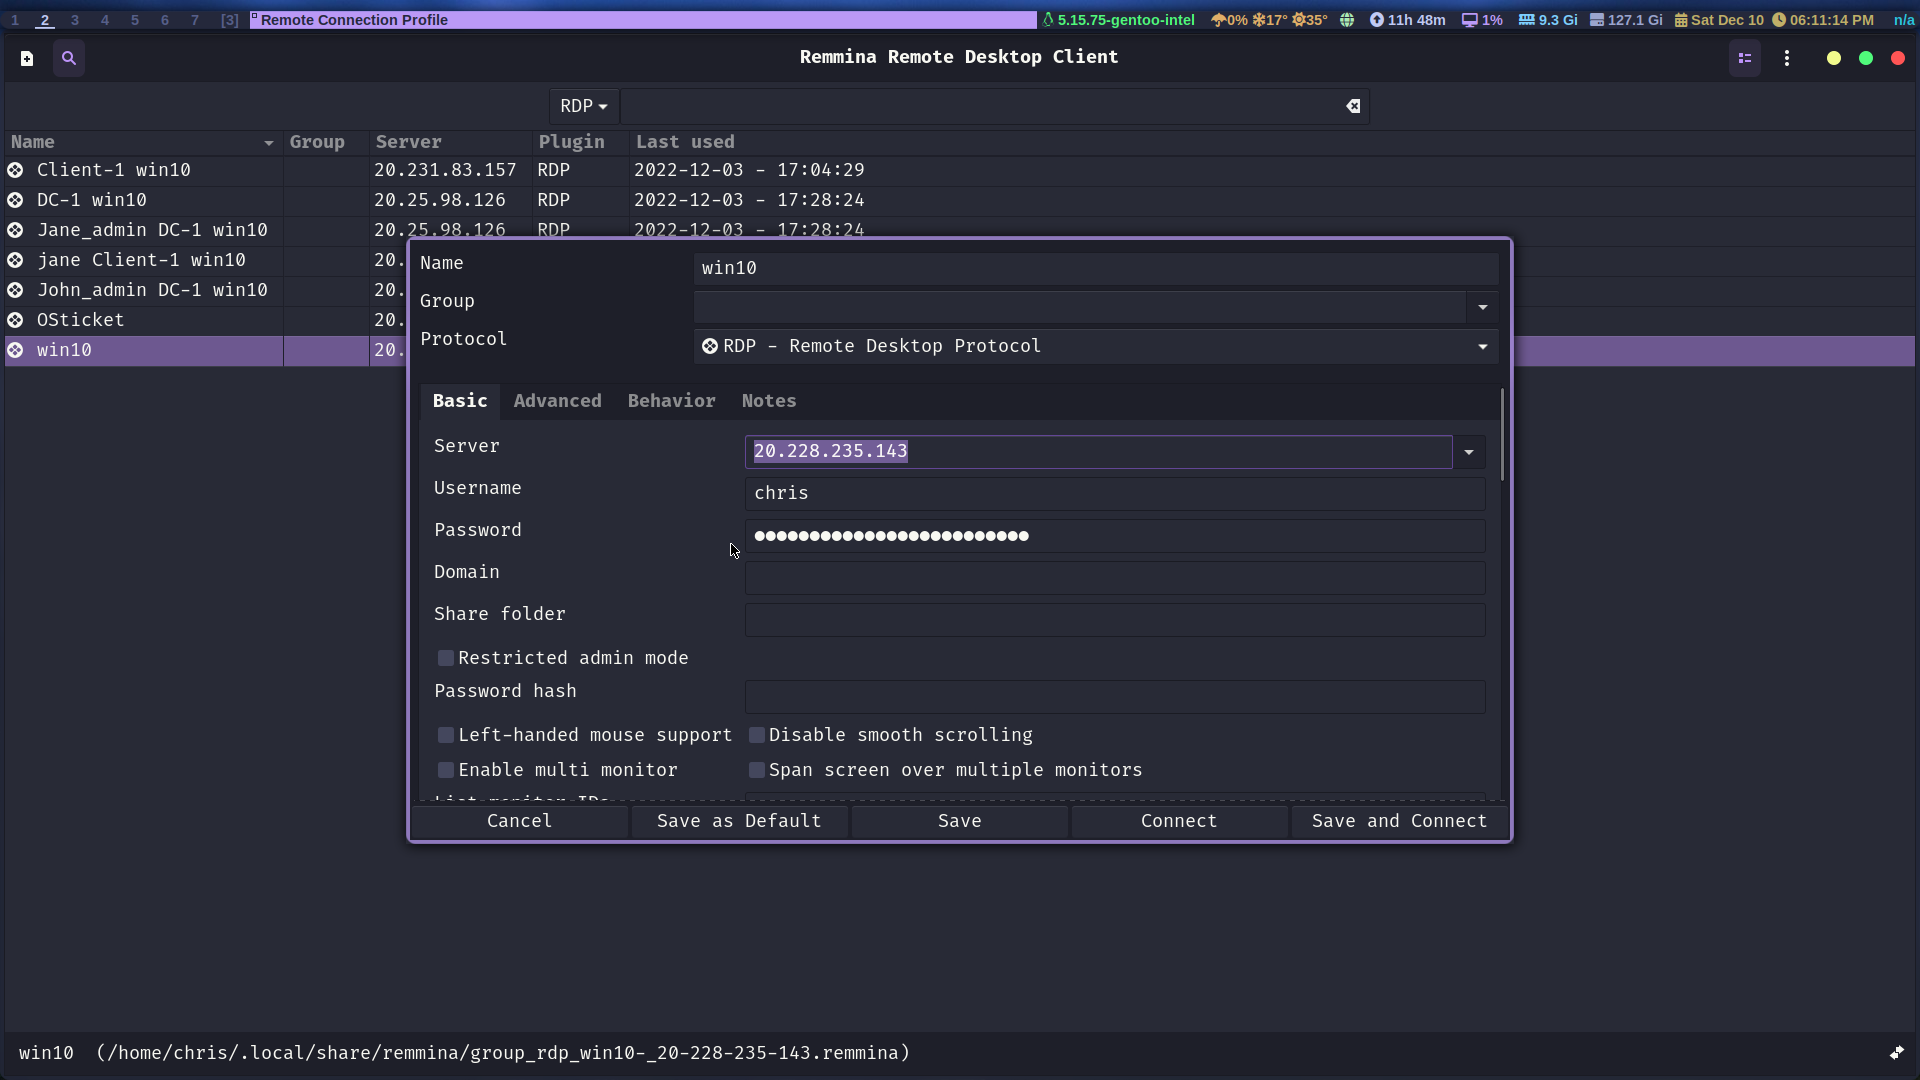 1 2 3 4 5 6 7 [3] Remote Connection Profile 5.15.75-gentoo-intel 0% 17° 35° 11h 48m 1% 9.3 Gi 127.1 Gi Sat Dec 10 06:11:14 PM n/a
Remmina Remote Desktop Client
RDP
Name Group Server Plugin Last used
Client-1 win10 20.231.83.157 RDP 2022-12-03 - 17:04:29
DC-1 win10 20.25.98.126 RDP 2022-12-03 - 17:28:24
Jane_admin DC-1 win10 20.25.98.126 RDP 2022-12-03 - 17:28:24
jane Client-1 win10 20.
John_admin DC-1 win10 20.
OSticket 20.
win10 20.
Name win10
Group
Protocol RDP - Remote Desktop Protocol
Basic Advanced Behavior Notes
Server 20.228.235.143
Username chris
Password ●●●●●●●●●●●●●●●●●●●●●●●●●
Domain
Share folder
Restricted admin mode
Password hash
Left-handed mouse support Disable smooth scrolling
Enable multi monitor Span screen over multiple monitors
List monitor IDs
Cancel Save as Default Save Connect Save and Connect
win10 (/home/chris/.local/share/remmina/group_rdp_win10-_20-228-235-143.remmina)